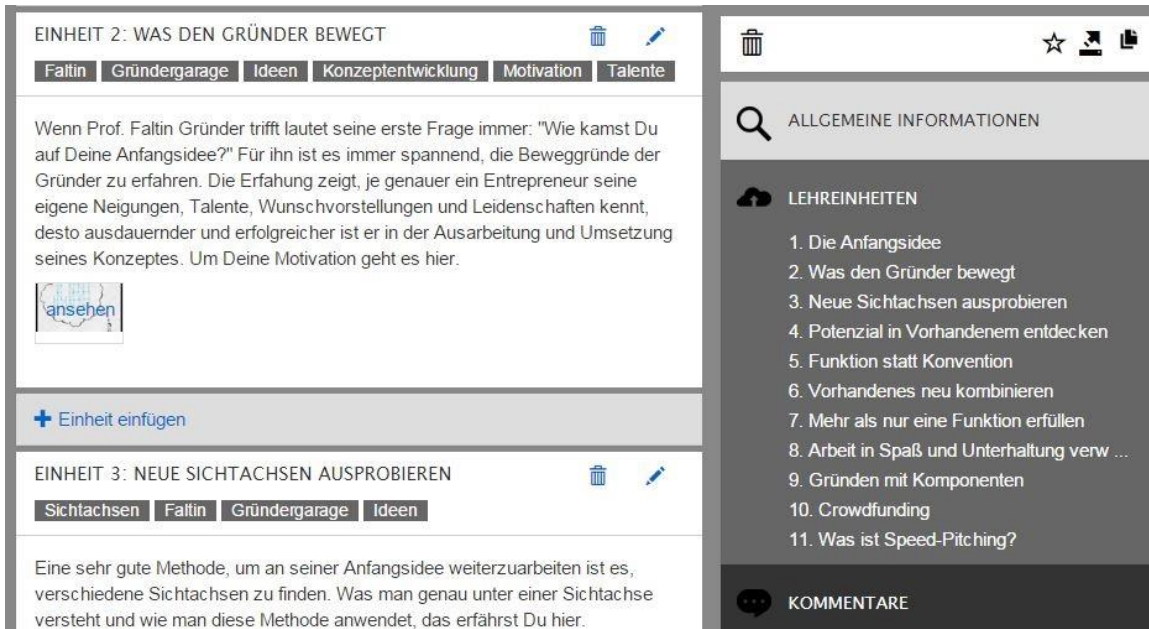 EINHEIT 2: WAS DEN GRÜNDER BEWEGT
Faltin Gründergarage Ideen Konzeptentwicklung Motivation Talente
Wenn Prof. Faltin Gründer trifft lautet seine erste Frage immer: "Wie kamst Du
auf Deine Anfangsidee?" Für ihn ist es immer spannend, die Beweggründe der
Gründer zu erfahren. Die Erfahung zeigt, je genauer ein Entrepreneur seine
eigene Neigungen, Talente, Wunschvorstellungen und Leidenschaften kennt,
desto ausdauernder und erfolgreicher ist er in der Ausarbeitung und Umsetzung
seines Konzeptes. Um Deine Motivation geht es hier.
ansehen
Einheit einfügen
EINHEIT 3: NEUE SICHTACHSEN AUSPROBIEREN
Sichtachsen Faltin Gründergarage Ideen
Eine sehr gute Methode, um an seiner Anfangsidee weiterzuarbeiten ist es,
verschiedene Sichtachsen zu finden. Was man genau unter einer Sichtachse
versteht und wie man diese Methode anwendet, das erfährst Du hier.
ALLGEMEINE INFORMATIONEN
LEHREINHEITEN
1. Die Anfangsidee
2. Was den Gründer bewegt
3. Neue Sichtachsen ausprobieren
4. Potenzial in Vorhandenem entdecken
5. Funktion statt Konvention
6. Vorhandenes neu kombinieren
7. Mehr als nur eine Funktion erfüllen
8. Arbeit in Spaß und Unterhaltung verw ...
9. Gründen mit Komponenten
10. Crowdfunding
11. Was ist Speed-Pitching?
KOMMENTARE